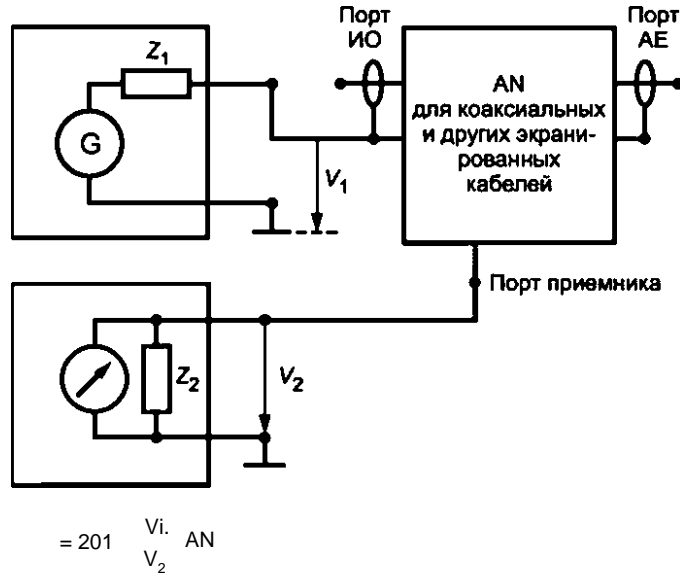 Порт
ИО
Порт
АЕ
Z1
G
V1
AN
для коаксиальных
и других экрани-
рованных
кабелей
Порт приемника
Z2
V2
= 201 Vi. AN
V2